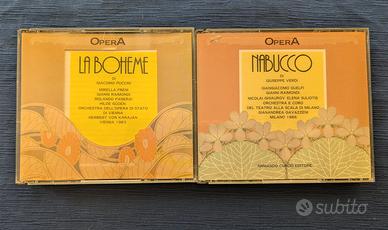 OPERA
LA BOHEME
DI
GIACOMO PUCCINI
MIRELLA FRENI
GIANNI RAIMONDI
ROLANDO PANERAI
HILDE GÜDEN
ORCHESTRA DELL'OPERA DI STATO
DI VIENNA
HERBERT VON KARAJAN
VIENNA 1963
OPERA
NABUCCO
DI
GIUSEPPE VERDI
GIANGIACOMO GUELFI
GIANNI RAIMONDI
NICOLAI GHIAUROV ELENA SULIOTIS
ORCHESTRA E CORO
DEL TEATRO ALLA SCALA DI MILANO
GIANANDREA GAVAZZENI
MILANO 1966
ARMANDO CURCIO EDITORE
subito